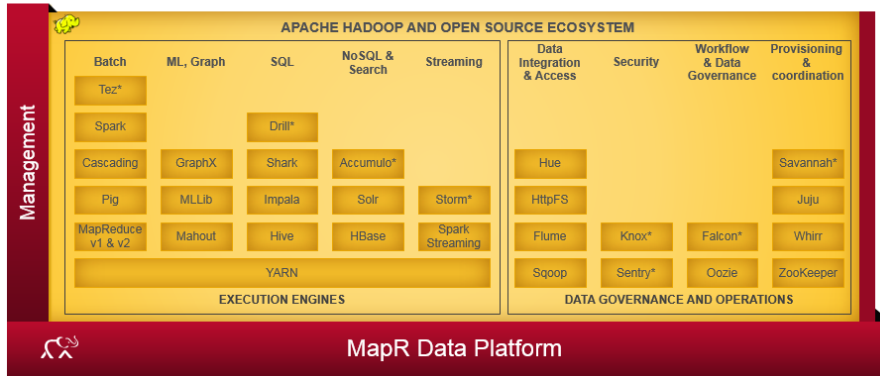 APACHE HADOOP AND OPEN SOURCE ECOSYSTEM
Management
Batch
ML, Graph
SQL
NoSQL &
Search
Streaming
Data
Integration
& Access
Security
Workflow
& Data
Governance
Provisioning
&
coordination
Tez*
Spark
Drill*
Cascading
GraphX
Shark
Accumulo*
Hue
Savannah*
Pig
MLLib
Impala
Solr
Storm*
HttpFS
Juju
MapReduce
v1 & v2
Mahout
Hive
HBase
Spark
Streaming
Flume
Knox*
Falcon*
Whirr
YARN
Sqoop
Sentry*
Oozie
ZooKeeper
EXECUTION ENGINES
DATA GOVERNANCE AND OPERATIONS
MapR Data Platform